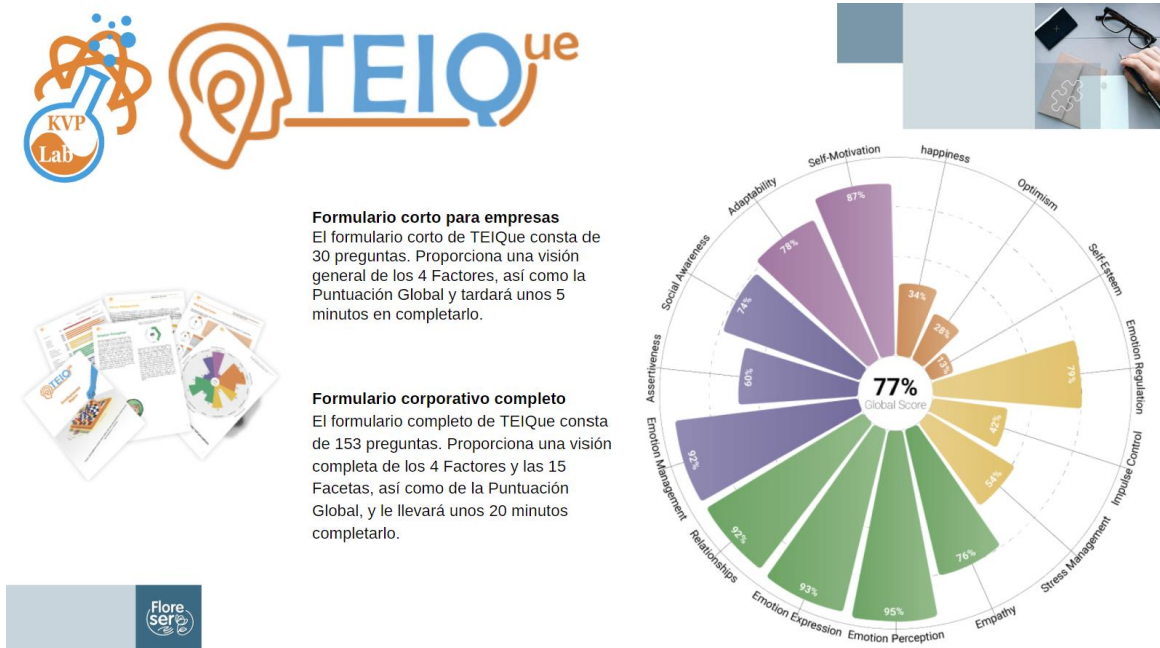 KVP
Lab
TEIQue
Formulario corto para empresas
El formulario corto de TEIQue consta de
30 preguntas. Proporciona una visión
general de los 4 Factores, así como la
Puntuación Global y tardará unos 5
minutos en completarlo.
Formulario corporativo completo
El formulario completo de TEIQue consta
de 153 preguntas. Proporciona una visión
completa de los 4 Factores y las 15
Facetas, así como de la Puntuación
Global, y le llevará unos 20 minutos
completarlo.
TEIQue
Flore
ser
77%
Global Score
happiness
34%
Optimism
28%
Self-Esteem
13%
Emotion Regulation
79%
Impulse Control
42%
Stress Management
54%
Empathy
76%
Emotion Perception
95%
Emotion Expression
93%
Relationships
92%
Emotion Management
92%
Assertiveness
60%
Social Awareness
74%
Adaptability
78%
Self-Motivation
87%